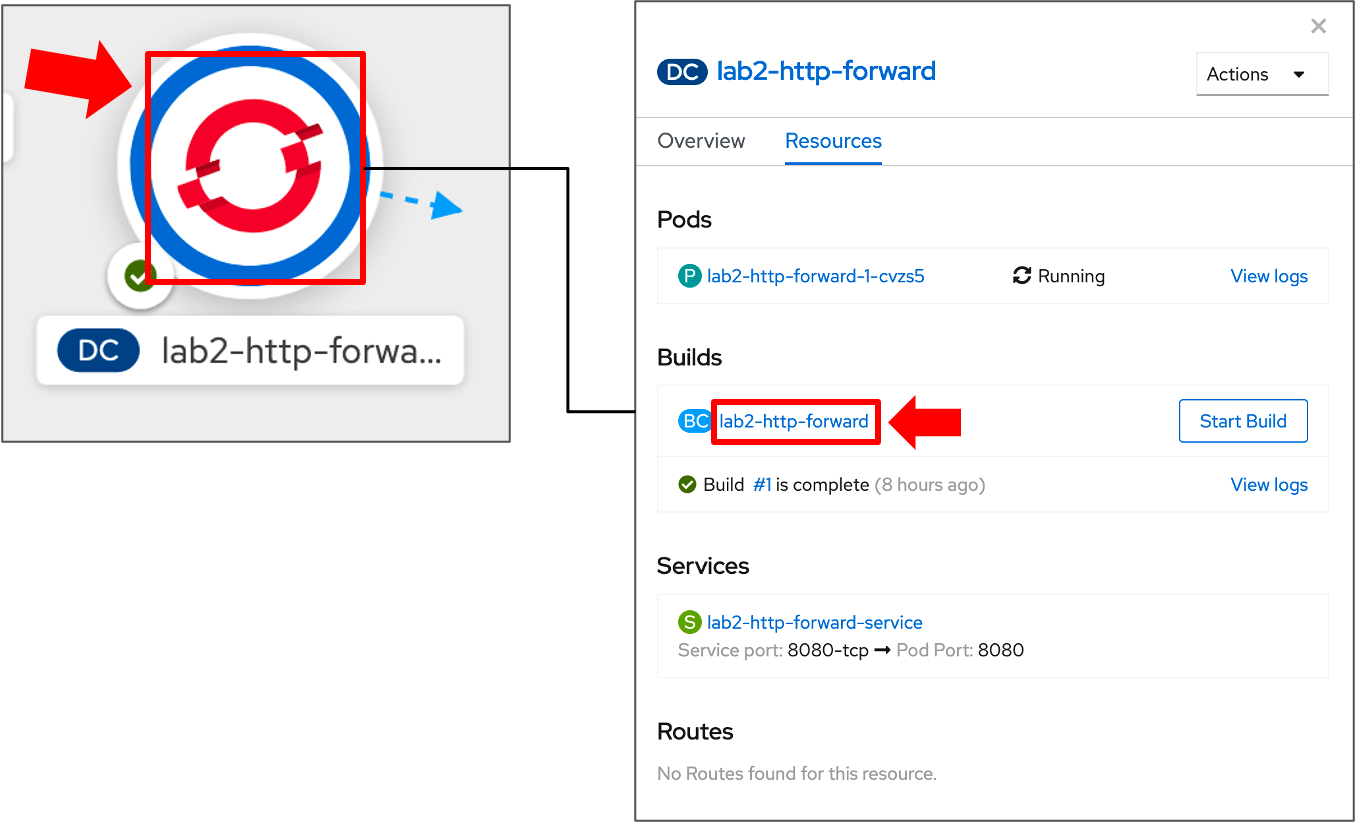 DC lab2-http-forwa...
DC lab2-http-forward
Actions
Overview Resources
Pods
P lab2-http-forward-1-cvzs5 Running View logs
Builds
BC lab2-http-forward Start Build
Build #1 is complete (8 hours ago) View logs
Services
S lab2-http-forward-service
Service port: 8080-tcp → Pod Port: 8080
Routes
No Routes found for this resource.